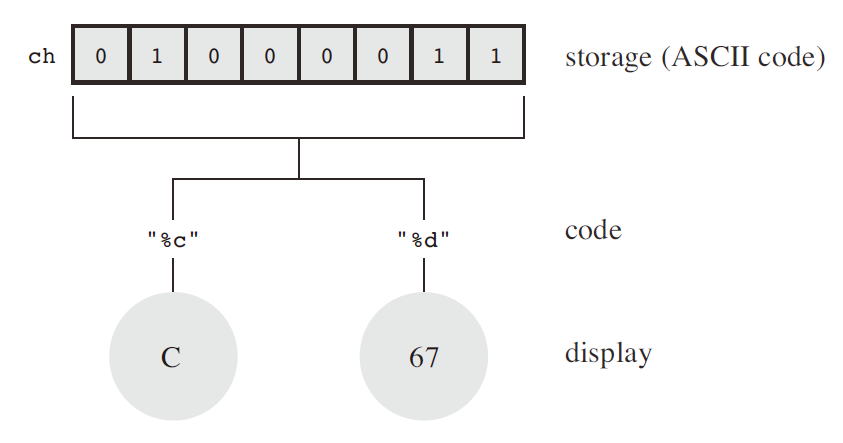 ch 0 1 0 0 0 0 1 1 storage (ASCII code)
"%c" "%d" code
C 67 display